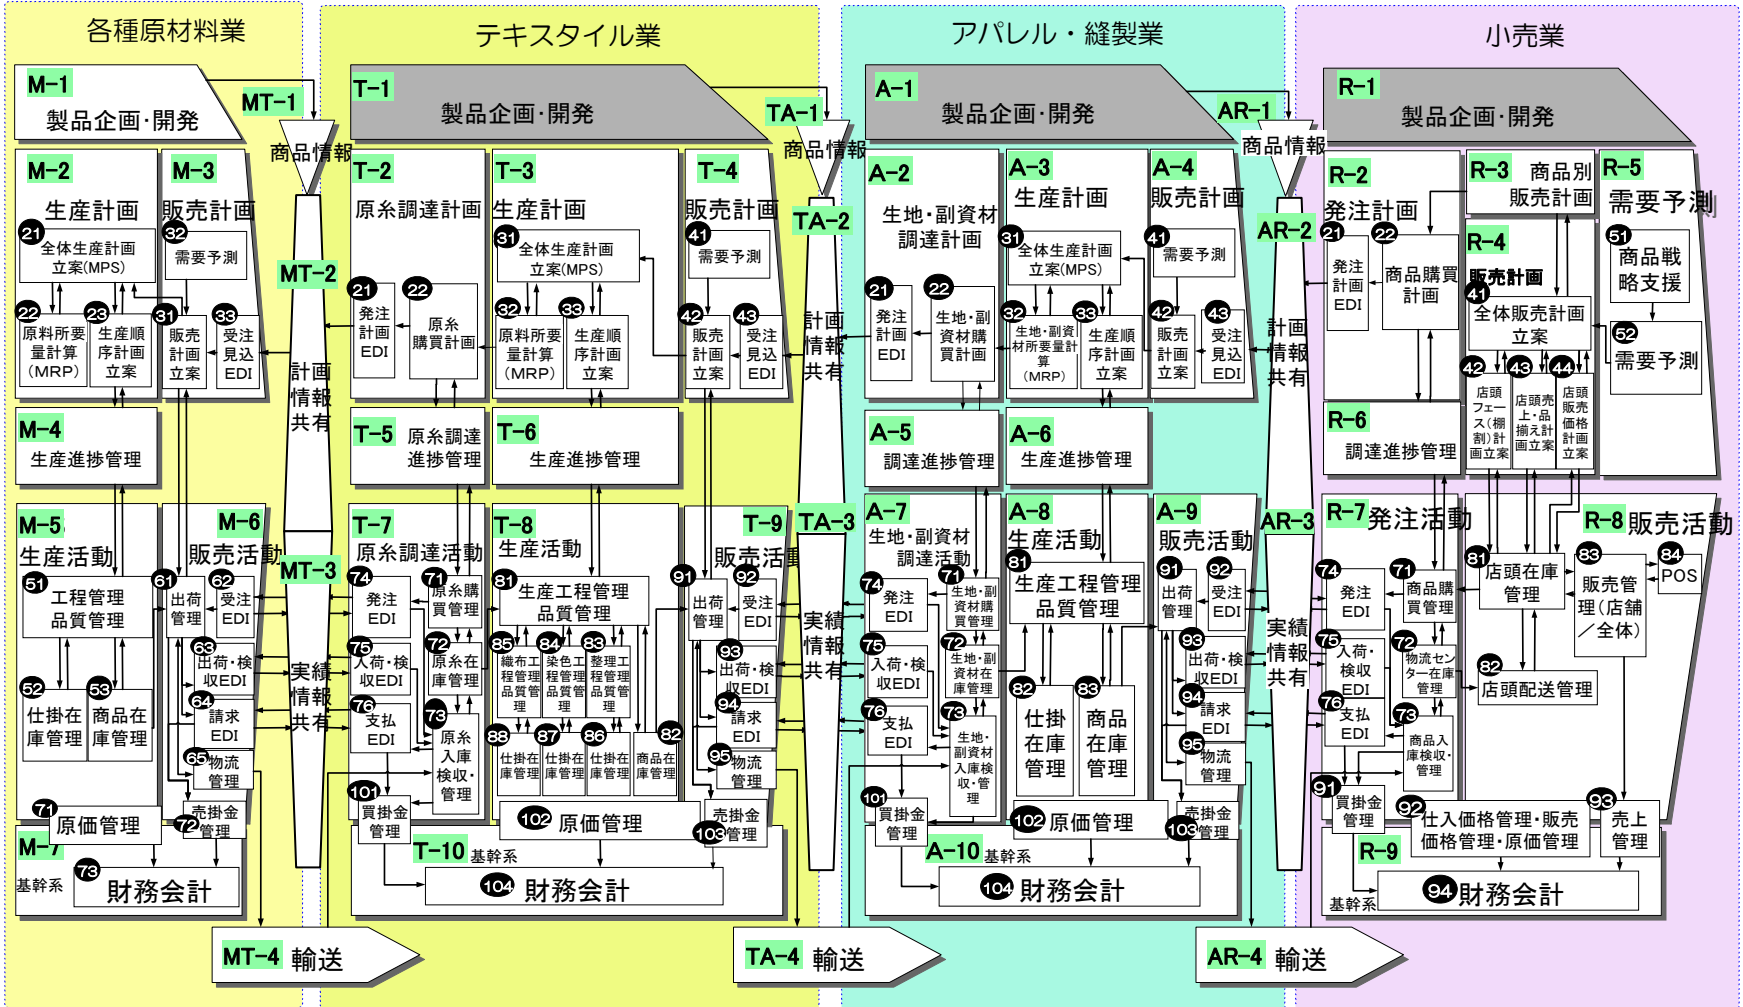 各種原材料業
M-1
製品企画・開発
MT-1
商品情報
M-2
生産計画
21
全体生産計画
立案(MPS)
22
原料所要
量計算
(MRP)
23
生産順
序計画
立案
M-3
販売計画
32
需要予測
31
販売
計画
立案
33
受注
見込
EDI
MT-2
計画
情報
共有
M-4
生産進捗管理
M-5
生産活動
51
工程管理
品質管理
52
仕掛在
庫管理
53
商品在
庫管理
M-6
販売活動
61
出荷
管理
62
受注
EDI
63
出荷・検
収EDI
64
請求
EDI
65
物流
管理
MT-3
実績
情報
共有
71
原価管理
72
売掛金
管理
M-7
基幹系
73
財務会計
MT-4
輸送
テキスタイル業
T-1
製品企画・開発
TA-1
商品情報
T-2
原糸調達計画
21
発注
計画
EDI
22
原糸
購買計画
T-3
生産計画
31
全体生産計画
立案(MPS)
32
原料所要
量計算
(MRP)
33
生産順
序計画
立案
T-4
販売計画
41
需要予測
42
販売
計画
立案
43
受注
見込
EDI
TA-2
計画
情報
共有
T-5
原糸調達
進捗管理
T-6
生産進捗管理
T-7
原糸調達活動
74
発注
EDI
71
原糸購
買管理
75
入荷・検
収EDI
72
原糸在
庫管理
76
支払
EDI
73
原糸
入庫
検収・
管理
T-8
生産活動
81
生産工程管理
品質管理
85
織布工
程管理
品質管
理
84
染色工
程管理
品質管
理
83
整理工
程管理
品質管
理
88
仕掛在
庫管理
87
仕掛在
庫管理
86
仕掛在
庫管理
82
商品在
庫管理
T-9
販売活動
91
出荷
管理
92
受注
EDI
93
出荷・検
収EDI
94
請求
EDI
95
物流
管理
TA-3
実績
情報
共有
101
買掛金
管理
102
原価管理
103
売掛金
管理
T-10
基幹系
104
財務会計
TA-4
輸送
アパレル・縫製業
A-1
製品企画・開発
AR-1
商品情報
A-2
生地・副資材
調達計画
21
発注
計画
EDI
22
生地・副
資材購
買計画
A-3
生産計画
31
全体生産計画
立案(MPS)
32
生地・副資
材所要量計
算
(MRP)
33
生産順
序計画
立案
A-4
販売計画
41
需要予測
42
販売
計画
立案
43
受注
見込
EDI
AR-2
計画
情報
共有
A-5
調達進捗管理
A-6
生産進捗管理
A-7
生地・副資材
調達活動
74
発注
EDI
71
生地・副
資材購
買管理
75
入荷・検
収EDI
72
生地・副
資材在
庫管理
76
支払
EDI
73
生地・
副資材
入庫検
収・管
理
A-8
生産活動
81
生産工程管理
品質管理
82
仕掛
在庫
管理
83
商品
在庫
管理
A-9
販売活動
91
出荷
管理
92
受注
EDI
93
出荷・検
収EDI
94
請求
EDI
95
物流
管理
AR-3
実績
情報
共有
101
買掛金
管理
102
原価管理
103
売掛金
管理
A-10
基幹系
104
財務会計
AR-4
輸送
小売業
R-1
製品企画・開発
R-2
発注計画
21
発注
計画
EDI
22
商品購買
計画
R-3
商品別
販売計画
R-4
販売計画
41
全体販売計画
立案
42
店頭
フェー
ス(棚
割)計
画立案
43
店頭売
上・品
揃え計
画立案
44
店頭
販売
価格
計画
立案
R-5
需要予測
51
商品戦
略支援
52
需要予測
R-6
調達進捗管理
R-7
発注活動
74
発注
EDI
71
商品購
買管理
75
入荷・
検収
EDI
72
物流セン
ター在庫
管理
76
支払
EDI
73
商品入
庫検収・
管理
R-8
販売活動
81
店頭在庫
管理
83
販売管
理(店舗
/全体)
84
POS
82
店頭配送管理
91
買掛金
管理
92
仕入価格管理・販売
価格管理・原価管理
93
売上
管理
R-9
基幹系
94
財務会計